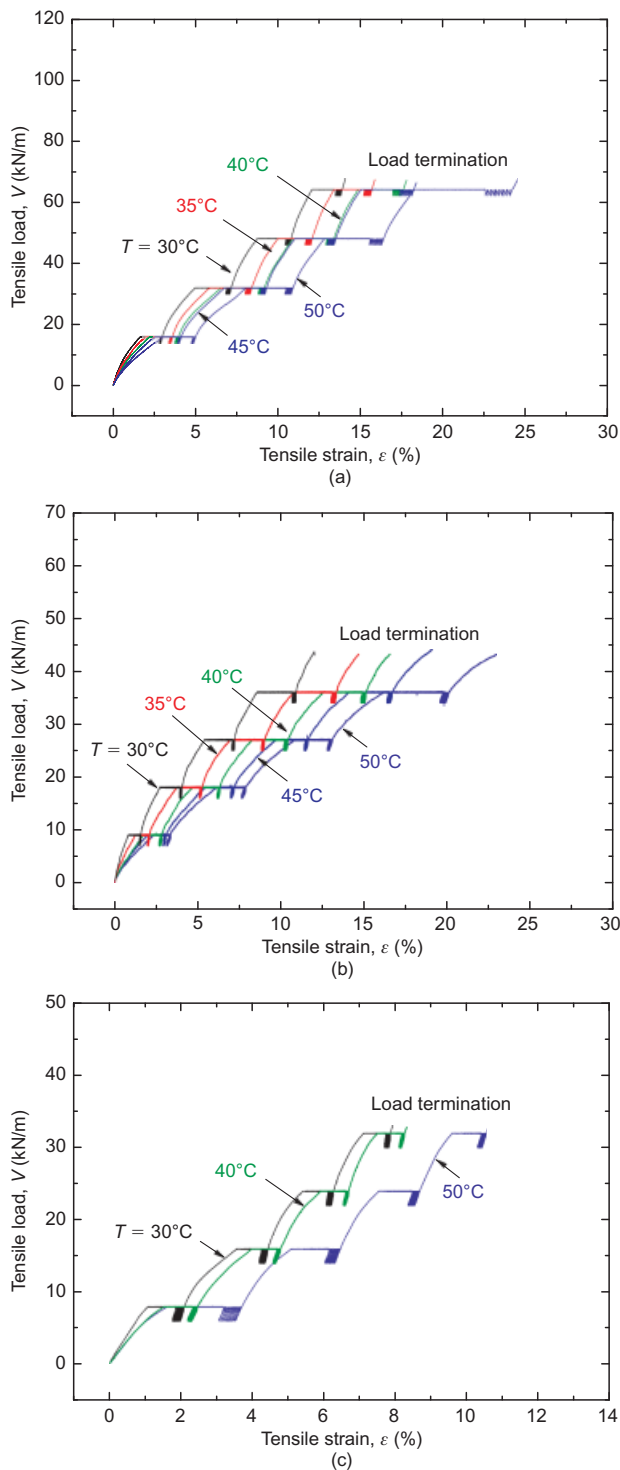 120
100
80
60
40
20
0
Tensile load, V (kN/m)
Load termination
40°C
35°C
T = 30°C
50°C
45°C
0 5 10 15 20 25 30
Tensile strain, ε (%)
(a)
70
60
50
40
30
20
10
0
Tensile load, V (kN/m)
Load termination
40°C
35°C
T = 30°C
50°C
45°C
0 5 10 15 20 25 30
Tensile strain, ε (%)
(b)
50
40
30
20
10
0
Tensile load, V (kN/m)
Load termination
40°C
50°C
T = 30°C
0 2 4 6 8 10 12 14
Tensile strain, ε (%)
(c)